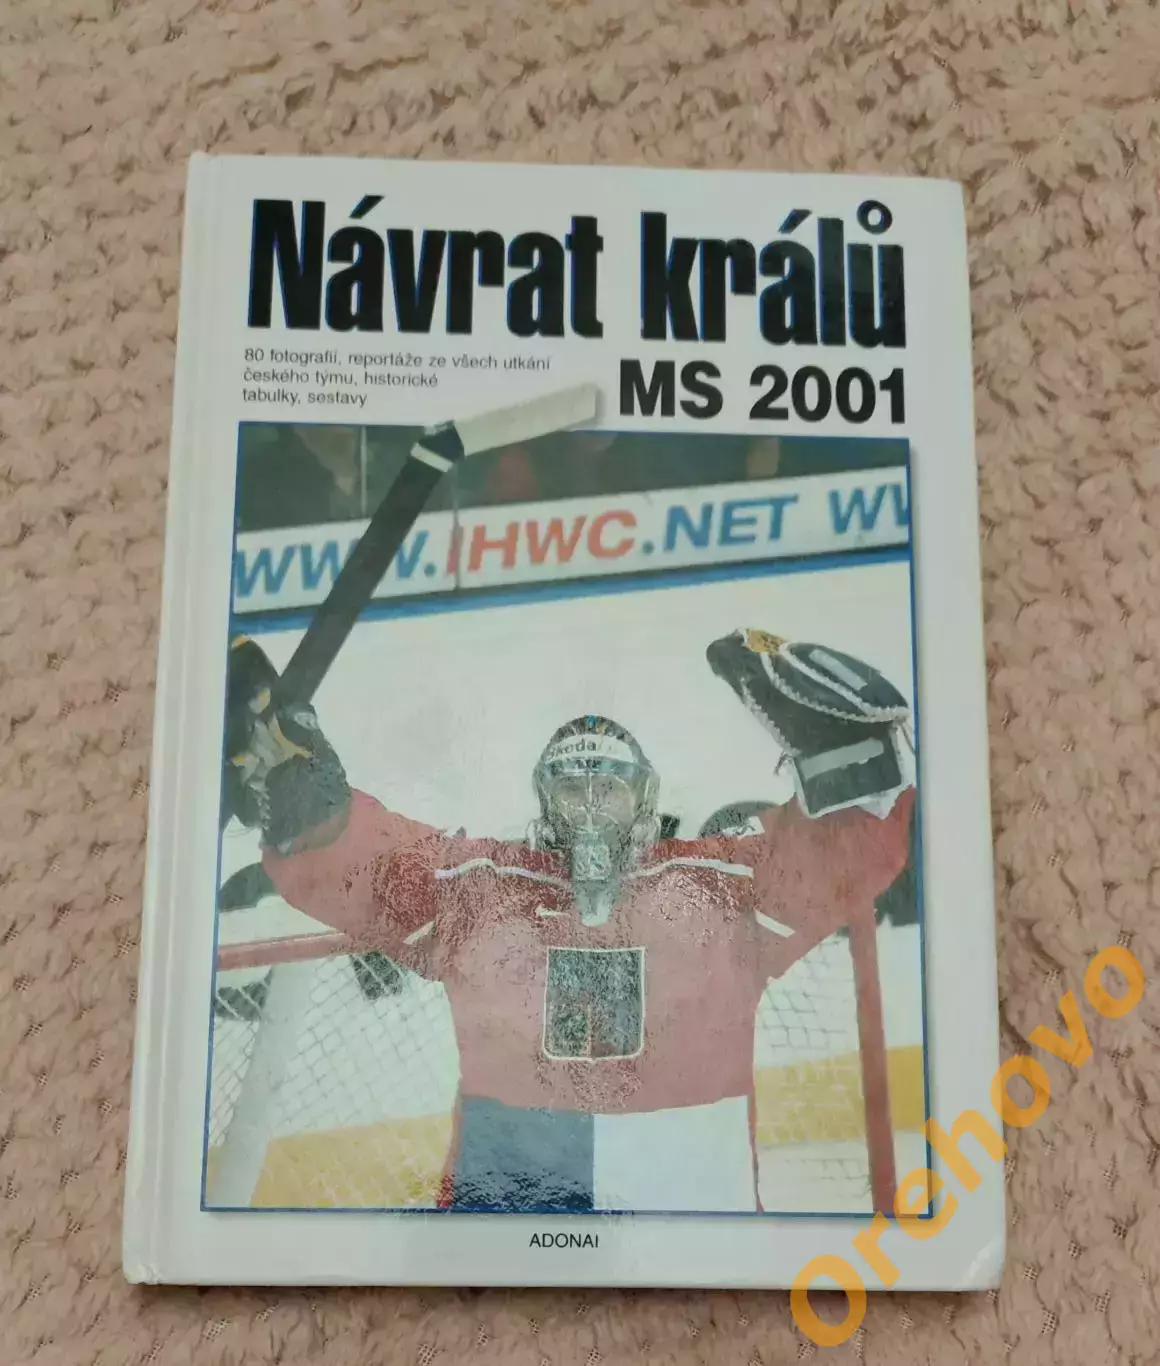 Návrat králů
80 fotografií, reportáže ze všech utkání
českého týmu, historické
tabulky, sestavy
MS 2001
WWW.IHWC.NET WW
Škoda
ADONAI
Orehovo